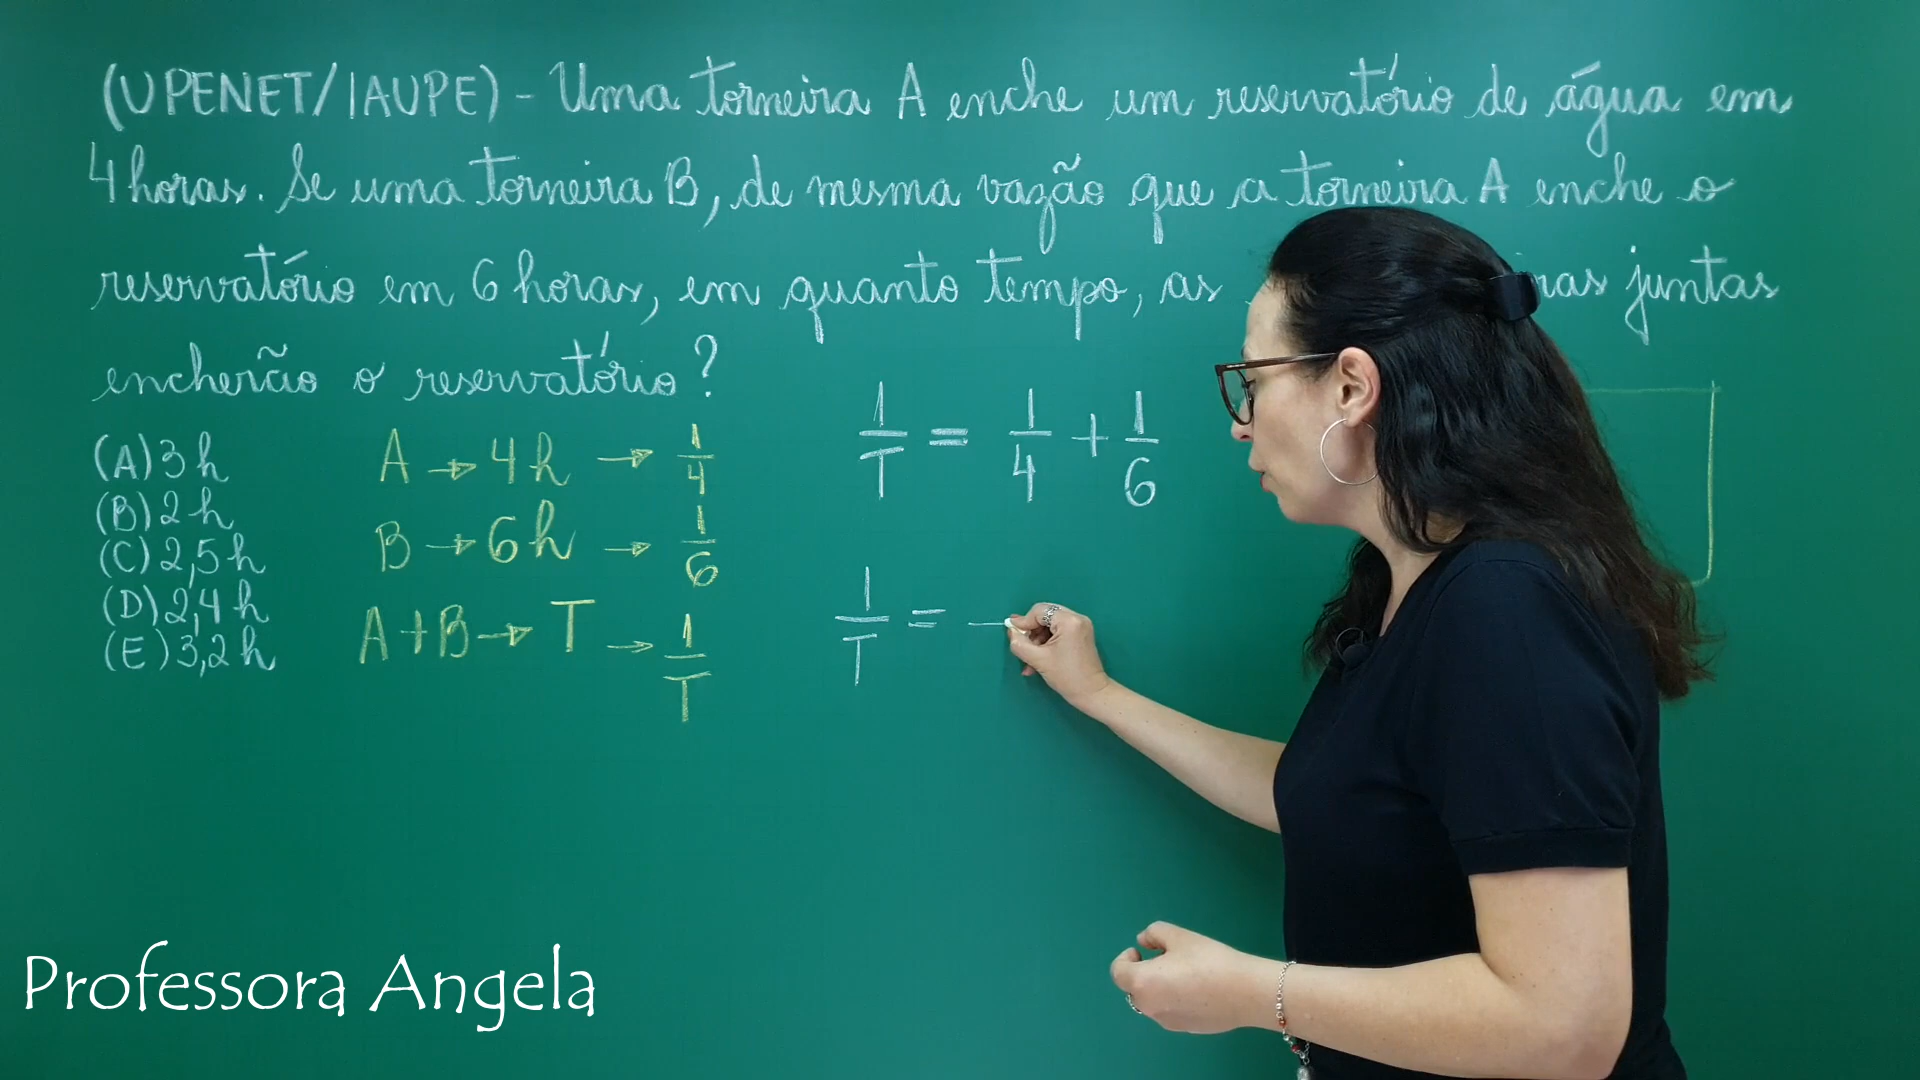 (UPENET/IAUPE) - Uma torneira A enche um reservatório de água em
4 horas. Se uma torneira B, de mesma vazão que a torneira A enche o
reservatório em 6 horas, em quanto tempo, as juntas
encherão o reservatório?
(A) 3 h
(B) 2 h
(C) 2,5 h
(D) 2,4 h
(E) 3,2 h
A → 4h → 1/4
B → 6h → 1/6
A+B → T → 1/T
1/T = 1/4 + 1/6
1/T =
Professora Angela